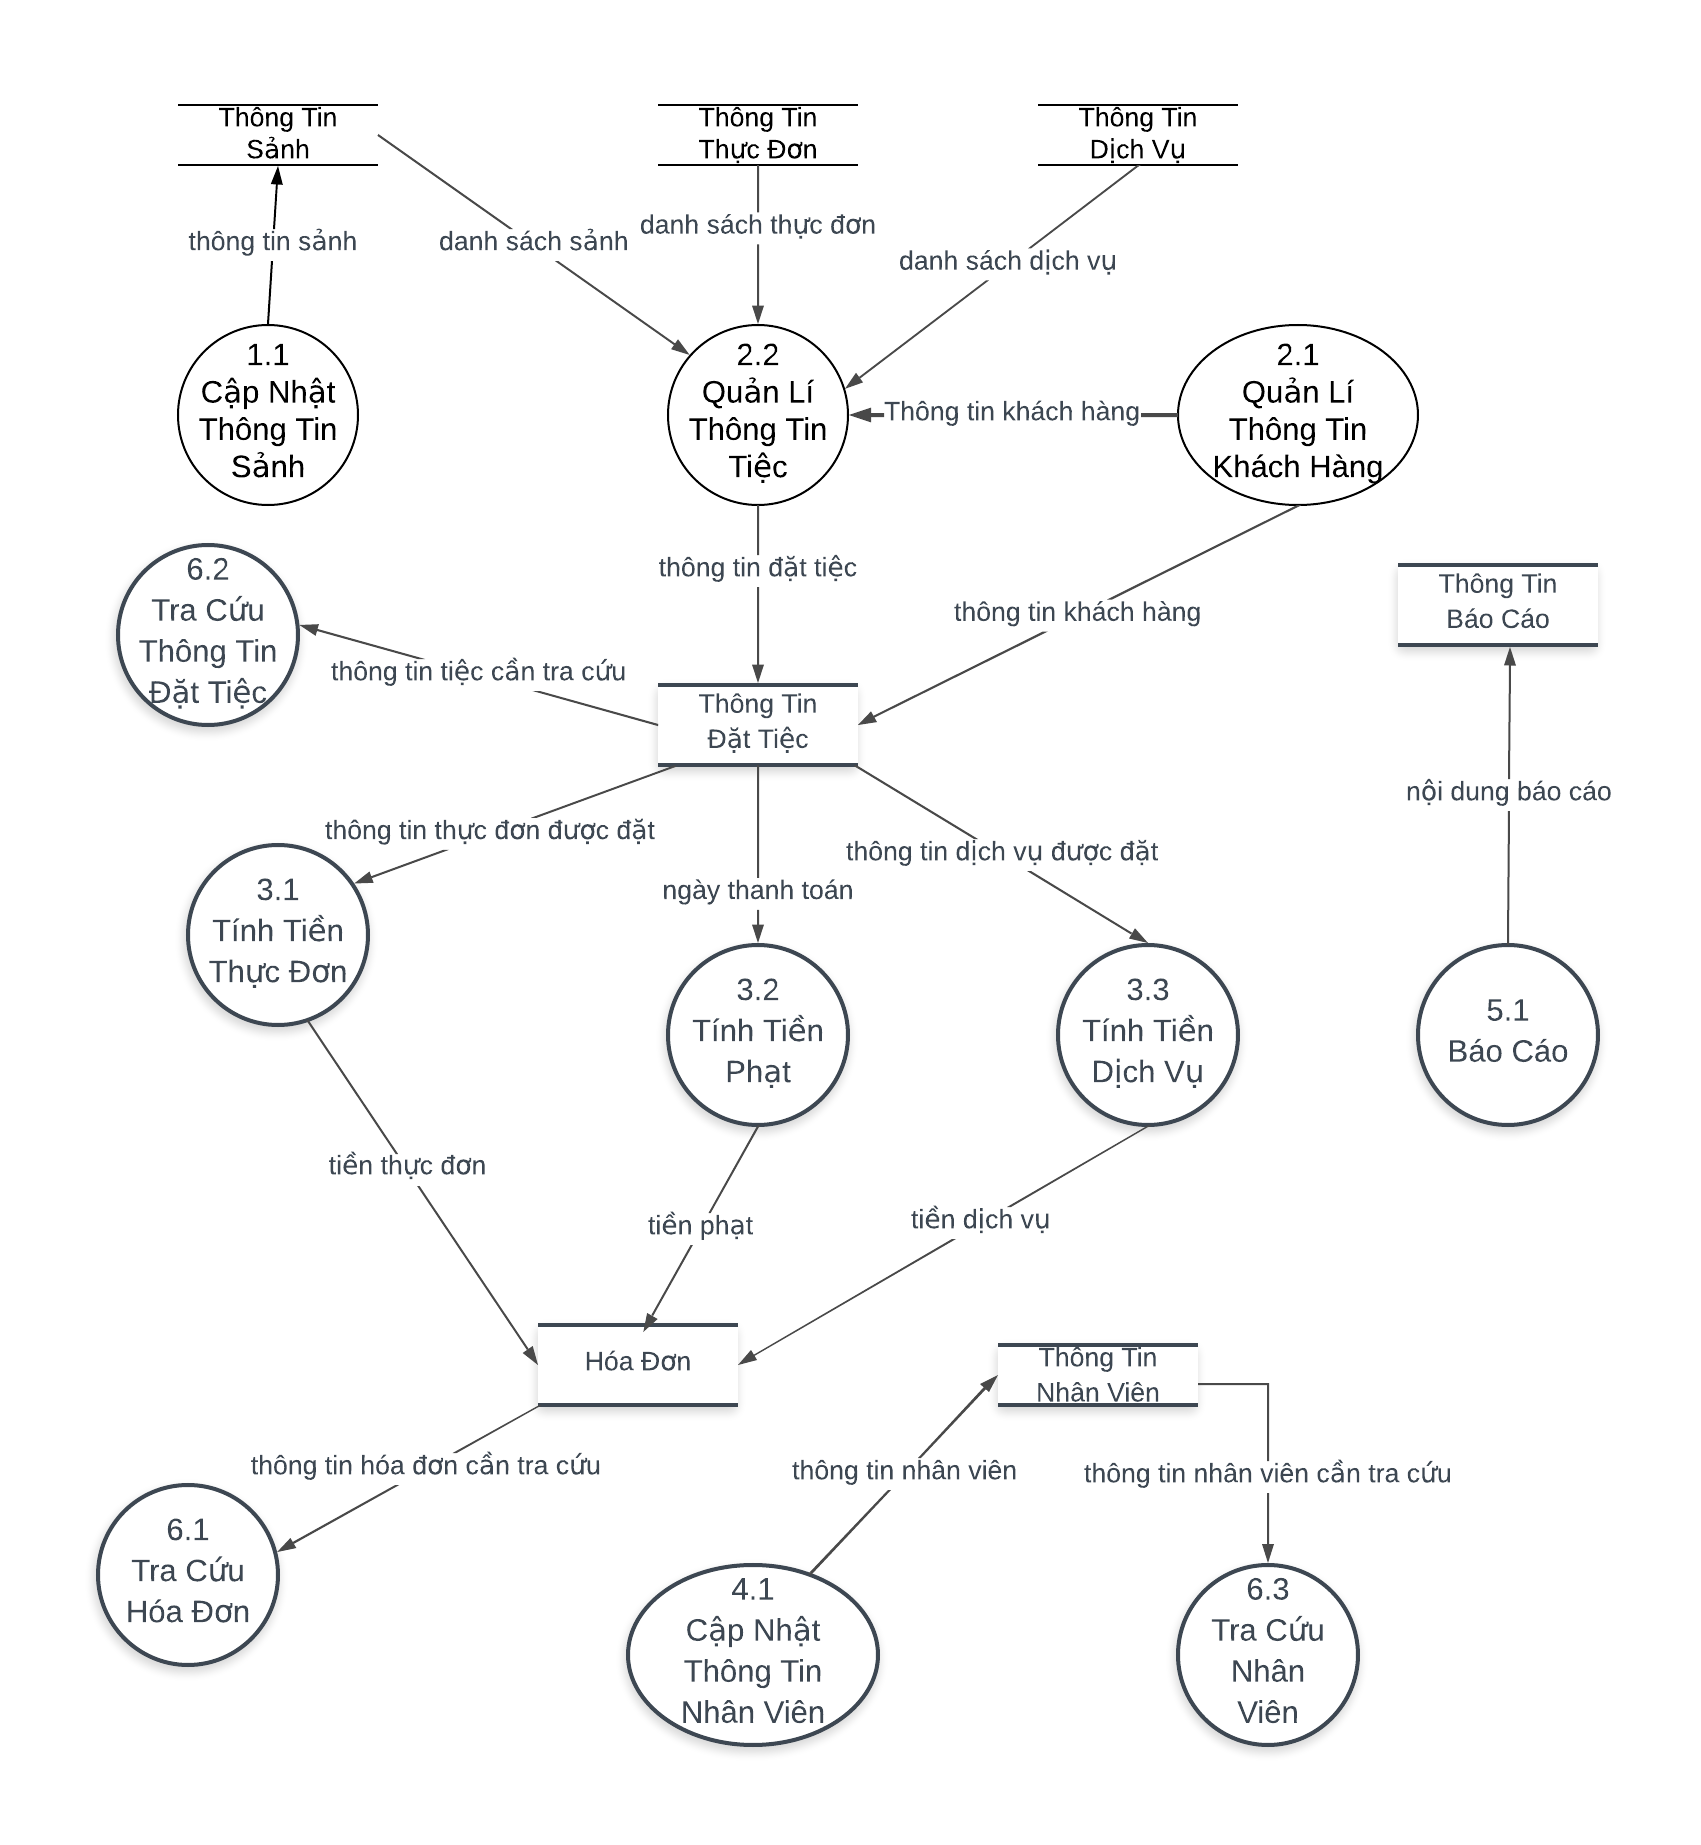 Thông Tin
Sảnh
Thông Tin
Thực Đơn
Thông Tin
Dịch Vụ
thông tin sảnh
danh sách sảnh
danh sách thực đơn
danh sách dịch vụ
1.1
Cập Nhật
Thông Tin
Sảnh
2.2
Quản Lí
Thông Tin
Tiệc
Thông tin khách hàng
2.1
Quản Lí
Thông Tin
Khách Hàng
6.2
Tra Cứu
Thông Tin
Đặt Tiệc
thông tin đặt tiệc
thông tin khách hàng
Thông Tin
Báo Cáo
thông tin tiệc cần tra cứu
Thông Tin
Đặt Tiệc
nội dung báo cáo
thông tin thực đơn được đặt
ngày thanh toán
thông tin dịch vụ được đặt
3.1
Tính Tiền
Thực Đơn
3.2
Tính Tiền
Phạt
3.3
Tính Tiền
Dịch Vụ
5.1
Báo Cáo
tiền thực đơn
tiền phạt
tiền dịch vụ
Hóa Đơn
Thông Tin
Nhân Viên
thông tin hóa đơn cần tra cứu
thông tin nhân viên
thông tin nhân viên cần tra cứu
6.1
Tra Cứu
Hóa Đơn
4.1
Cập Nhật
Thông Tin
Nhân Viên
6.3
Tra Cứu
Nhân
Viên